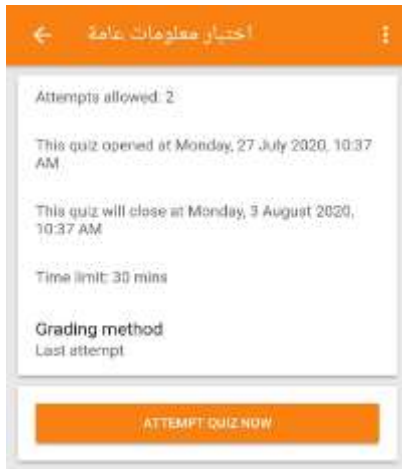 اختبار معلومات عامة
Attempts allowed: 2
This quiz opened at Monday, 27 July 2020, 10:37
AM
This quiz will close at Monday, 3 August 2020,
10:37 AM
Time limit: 30 mins
Grading method
Last attempt
ATTEMPT QUIZ NOW